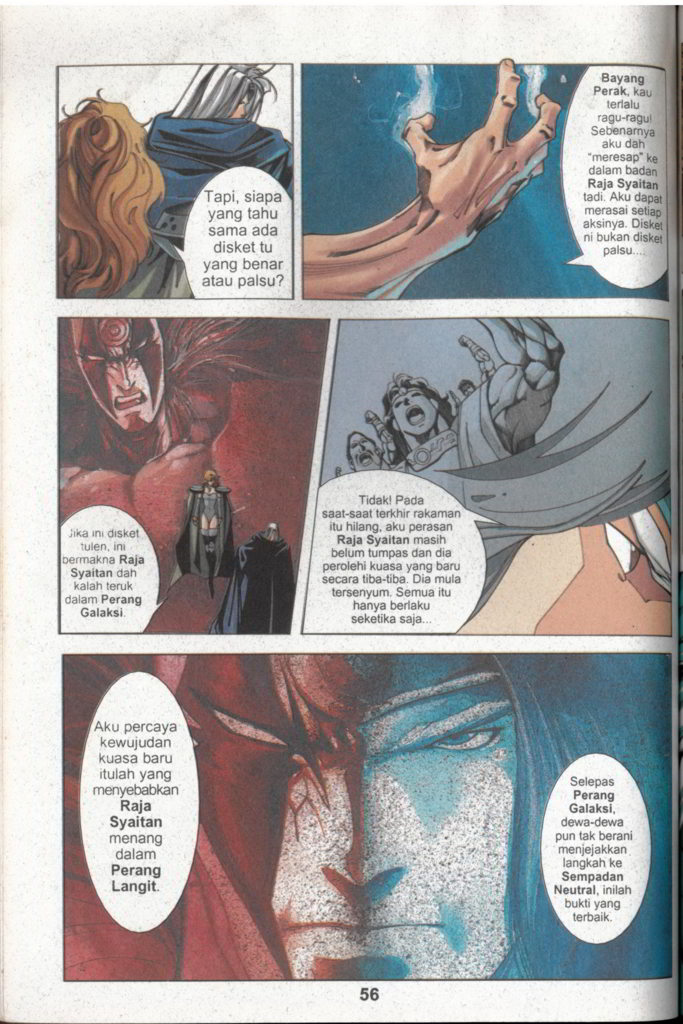 Tapi, siapa
yang tahu
sama ada
disket tu
yang benar
atau palsu?
Bayang
Perak, kau
terlalu
ragu-ragu!
Sebenarnya
aku dah
"meresap" ke
dalam badan
Raja Syaitan
tadi. Aku dapat
merasai setiap
aksinya. Disket
ni bukan disket
palsu....
Jika ini disket
tulen, ini
bermakna Raja
Syaitan dah
kalah teruk
dalam Perang
Galaksi.
Tidak! Pada
saat-saat terkhir rakaman
itu hilang, aku perasan
Raja Syaitan masih
belum tumpas dan dia
perolehi kuasa yang baru
secara tiba-tiba. Dia mula
tersenyum. Semua itu
hanya berlaku
seketika saja...
Aku percaya
kewujudan
kuasa baru
itulah yang
menyebabkan
Raja
Syaitan
menang
dalam
Perang
Langit.
Selepas
Perang
Galaksi,
dewa-dewa
pun tak berani
menjejakkan
langkah ke
Sempadan
Neutral, inilah
bukti yang
terbaik.
56